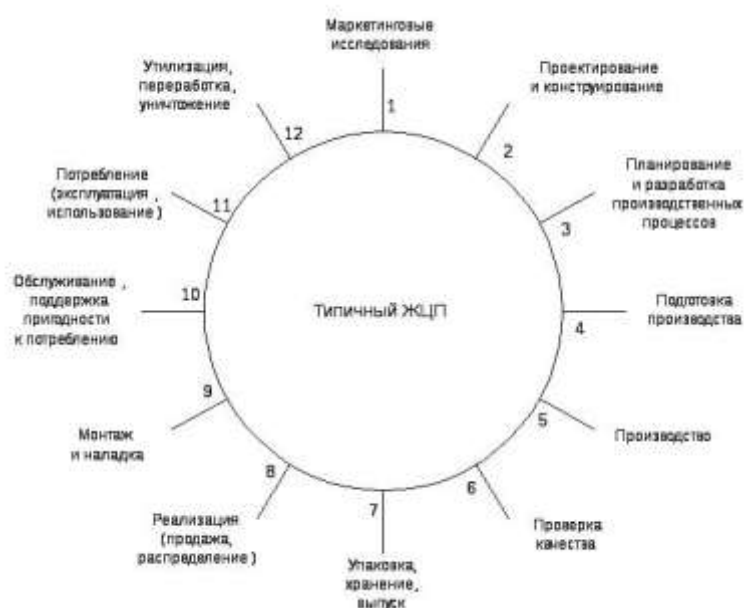 Маркетинговые
исследования
1
Проектирование
и конструирование
2
Планирование
и разработка
производственных
процессов
3
Подготовка
производства
4
Производство
5
Проверка
качества
6
Упаковка,
хранение,
выпуск
7
Реализация
(продажа,
распределение)
8
Монтаж
и наладка
9
Обслуживание,
поддержка
пригодности
к потреблению
10
Потребление
(эксплуатация,
использование)
11
Утилизация,
переработка,
уничтожение
12
Типичный ЖЦП